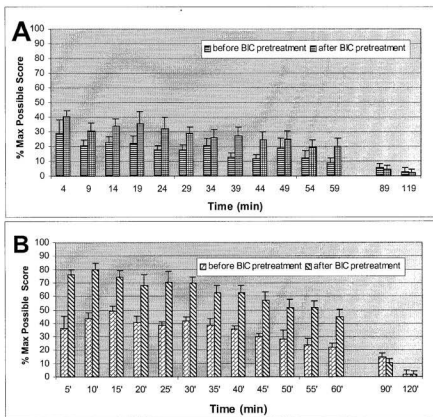 A
before BIC pretreatment after BIC pretreatment
% Max Possible Score
100
90
80
70
60
50
40
30
20
10
0
4 9 14 19 24 29 34 39 44 49 54 59 89 119
Time (min)
B
before BIC pretreatment after BIC pretreatment
% Max Possible Score
100
90
80
70
60
50
40
30
20
10
0
5' 10' 15' 20' 25' 30' 35' 40' 45' 50' 55' 60' 90' 120'
Time (min)